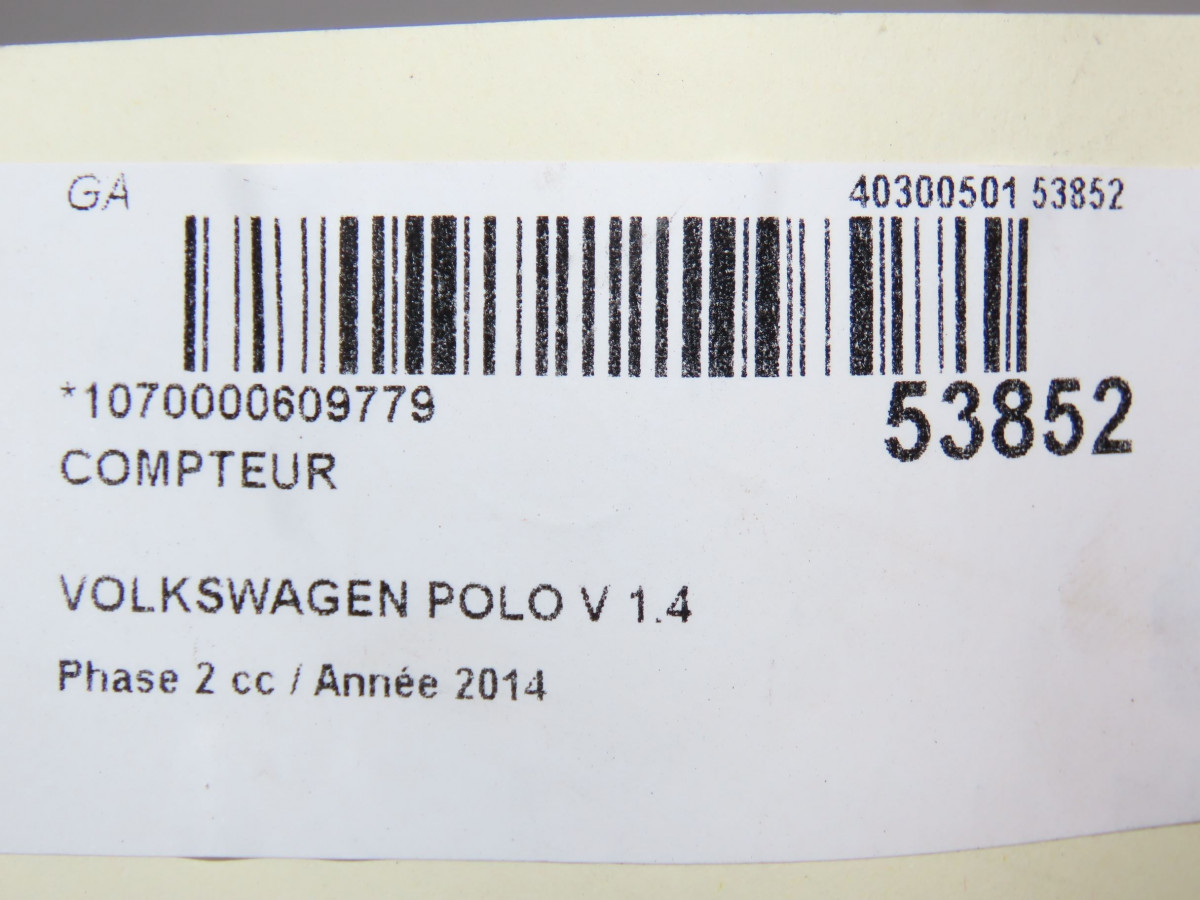 GA 40300501 53852
*1070000609779 53852
COMPTEUR
VOLKSWAGEN POLO V 1.4
Phase 2 cc / Année 2014